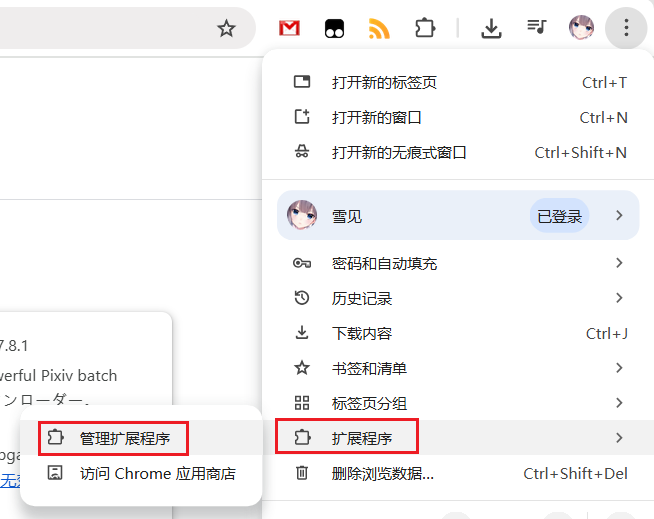 打开新的标签页 Ctrl+T
打开新的窗口 Ctrl+N
打开新的无痕式窗口 Ctrl+Shift+N
雪见 已登录
密码和自动填充
历史记录
下载内容 Ctrl+J
书签和清单
标签页分组
扩展程序
删除浏览数据... Ctrl+Shift+Del
7.8.1
werful Pixiv batch
ンローダー。
管理扩展程序
访问 Chrome 应用商店